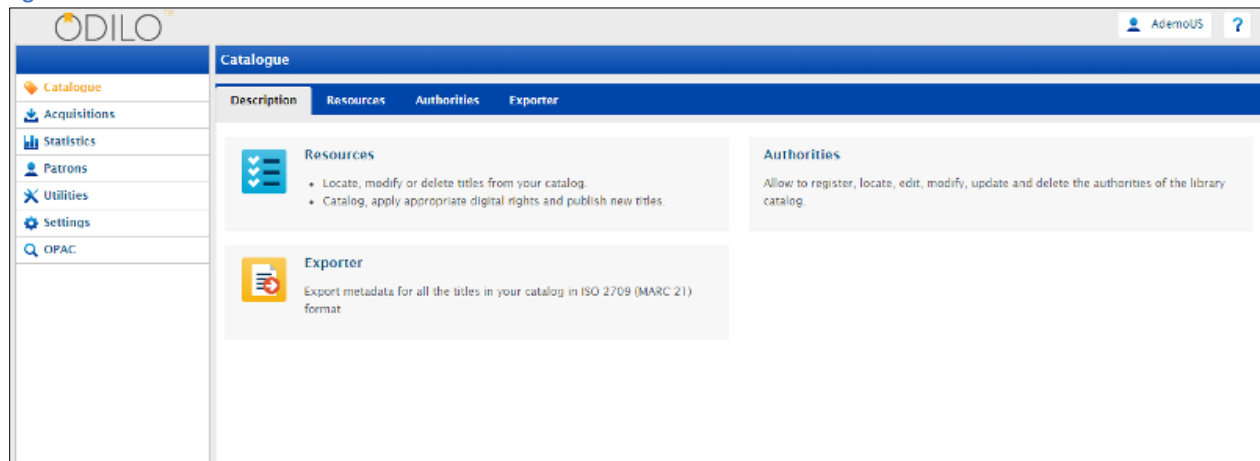 ODILO™
AdemoUS ?
Catalogue
Catalogue
Acquisitions
Statistics
Patrons
Utilities
Settings
OPAC
Description Resources Authorities Exporter
Resources
• Locate, modify or delete titles from your catalog.
• Catalog, apply appropriate digital rights and publish new titles.
Authorities
Allow to register, locate, edit, modify, update and delete the authorities of the library
catalog.
Exporter
Export metadata for all the titles in your catalog in ISO 2709 (MARC 21)
format